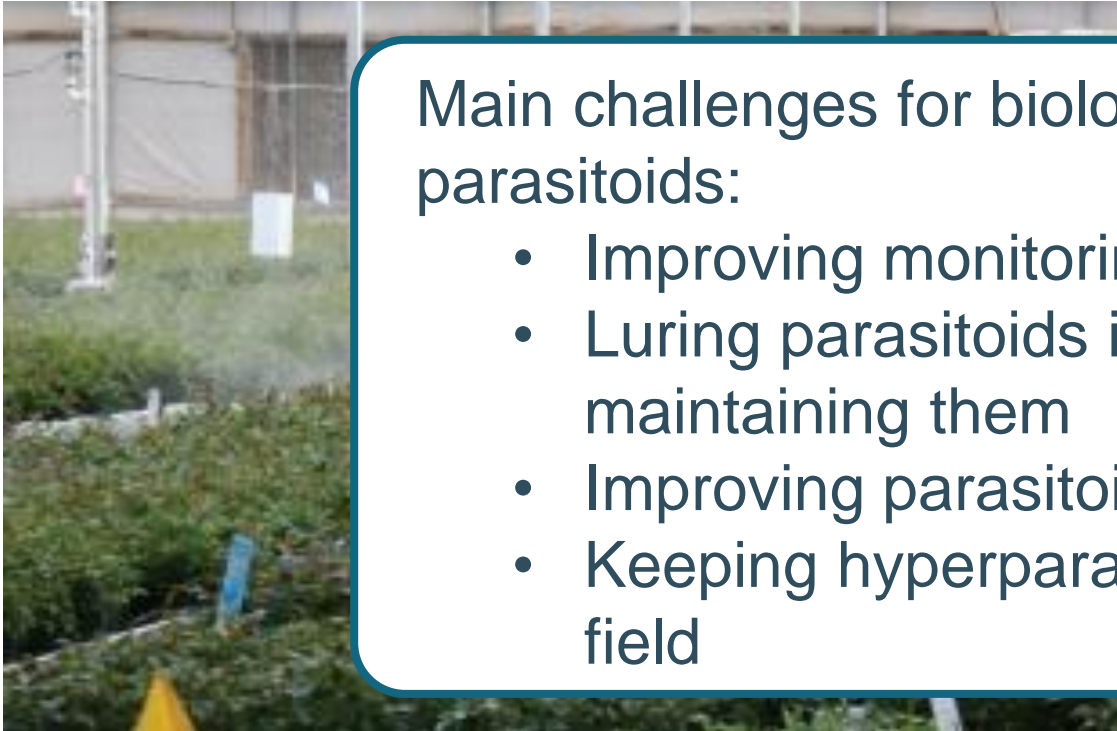 Main challenges for biolo
parasitoids:
• Improving monitori
• Luring parasitoids i
maintaining them
• Improving parasitoi
• Keeping hyperpara
field